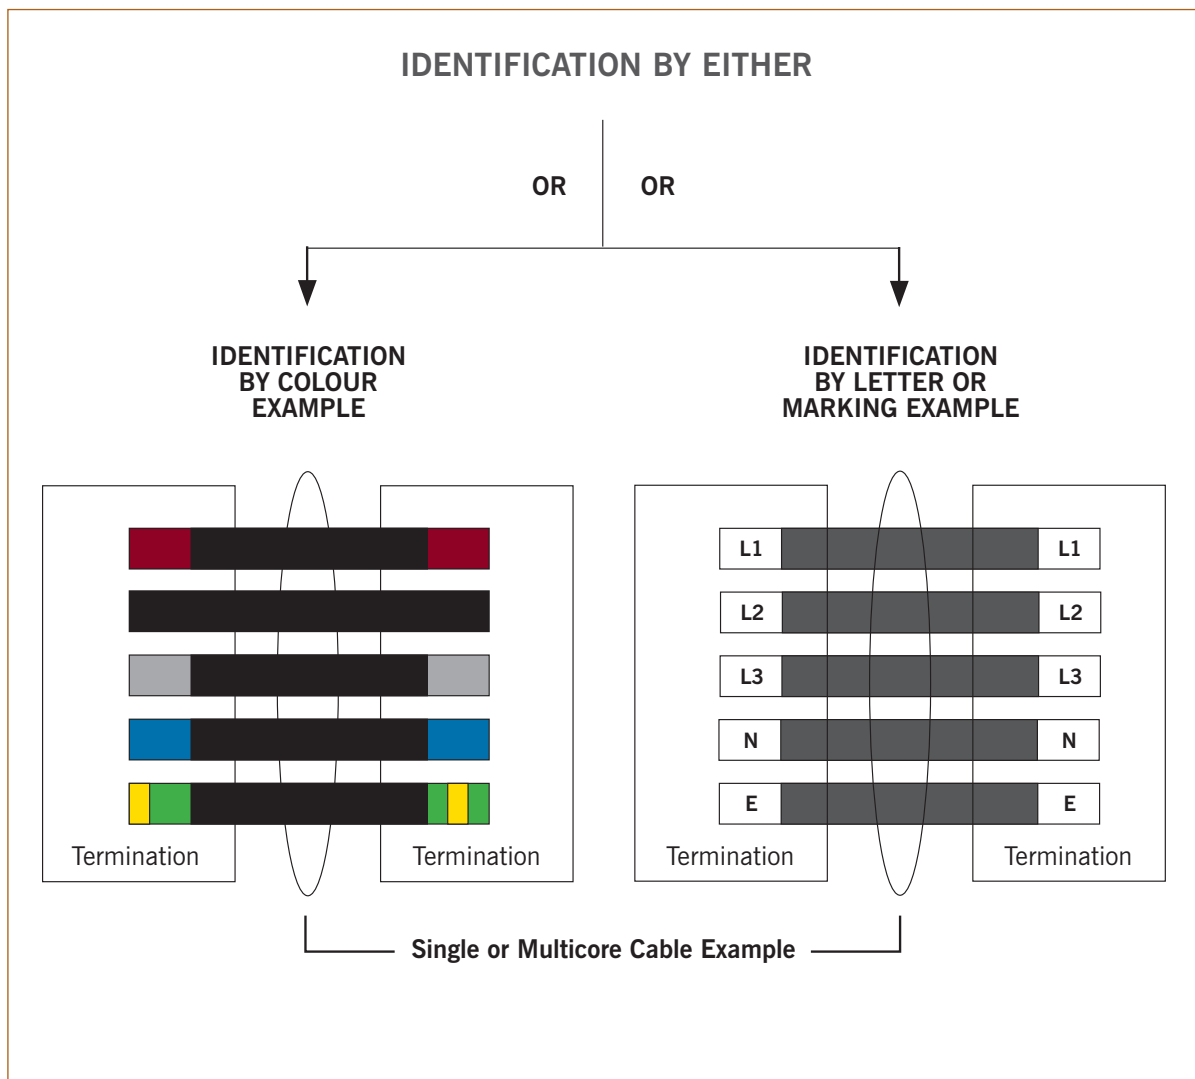 IDENTIFICATION BY EITHER
OR
OR
IDENTIFICATION
BY COLOUR
EXAMPLE
IDENTIFICATION
BY LETTER OR
MARKING EXAMPLE
Termination
Termination
L1
L1
L2
L2
L3
L3
N
N
E
E
Termination
Termination
Single or Multicore Cable Example